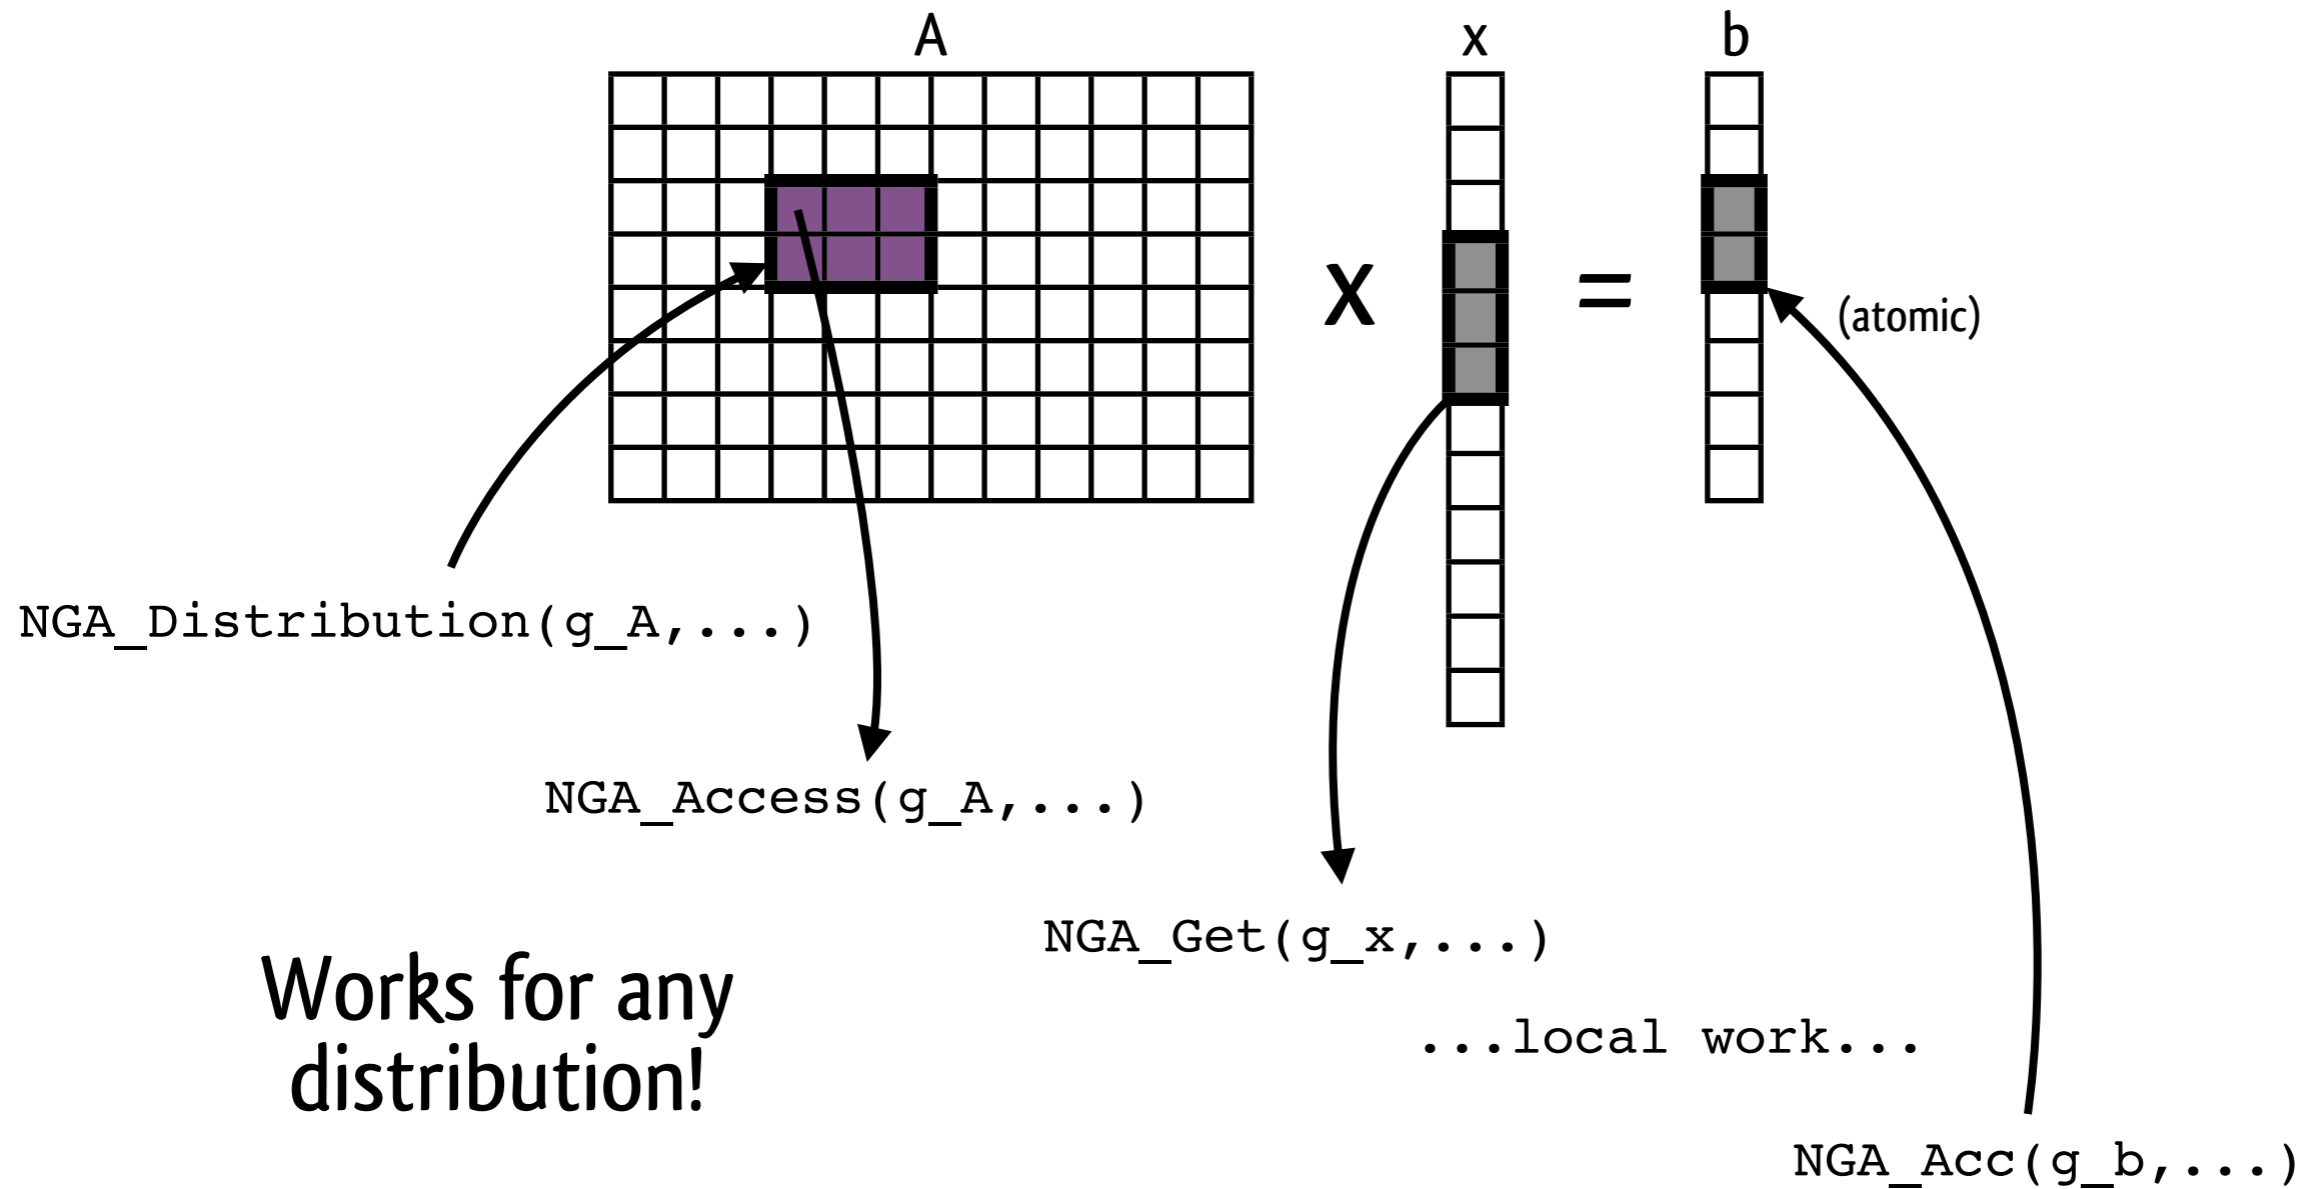 A
x
b
X
=
(atomic)
NGA_Distribution(g_A,...)
NGA_Access(g_A,...)
NGA_Get(g_x,...)
...local work...
NGA_Acc(g_b,...)
Works for any
distribution!